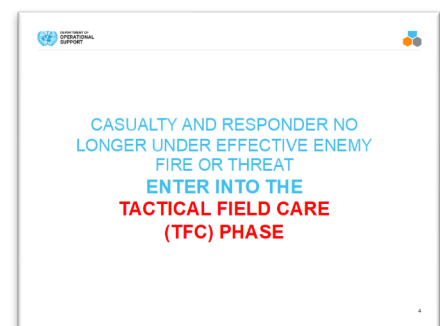 DEPARTMENT OF
OPERATIONAL
SUPPORT
CASUALTY AND RESPONDER NO
LONGER UNDER EFFECTIVE ENEMY
FIRE OR THREAT
ENTER INTO THE
TACTICAL FIELD CARE
(TFC) PHASE
4